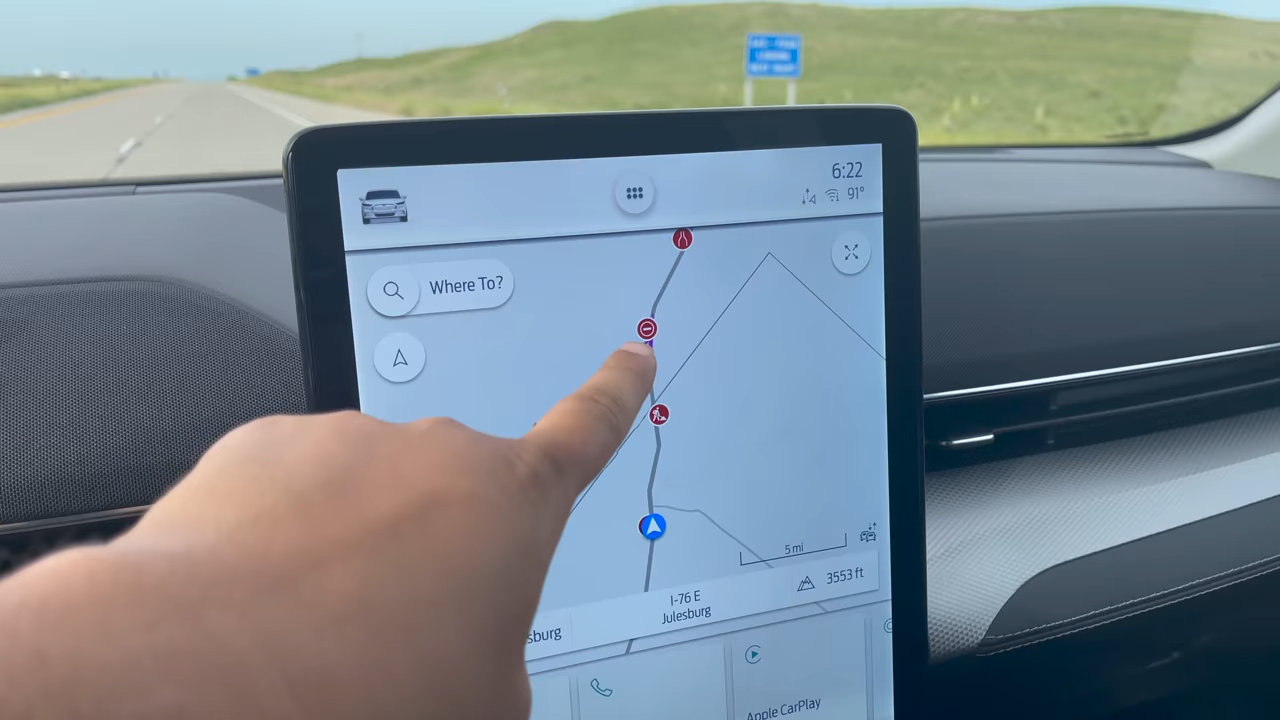 6:22
91°
Where To?
5 mi
3553 ft
I-76 E
Julesburg
sburg
Apple CarPlay